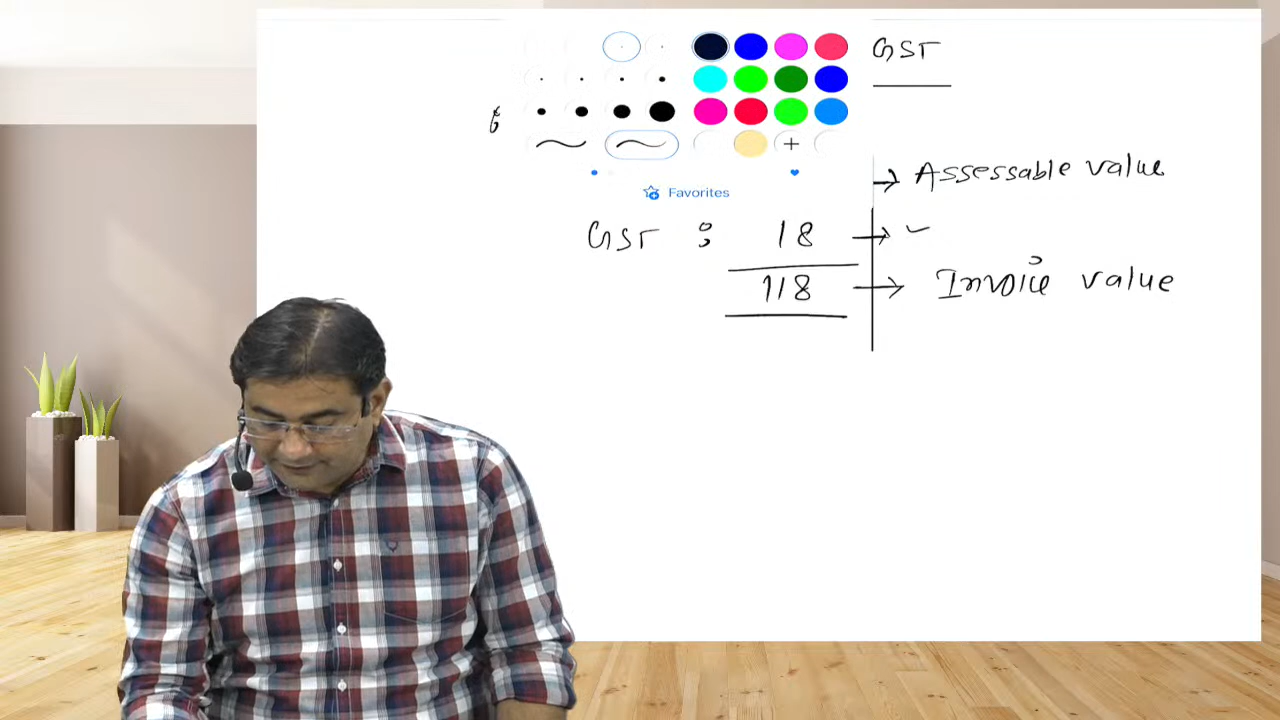 GST
→ Assessable value
Favorites
GST : 18 →
118 → Invoice value